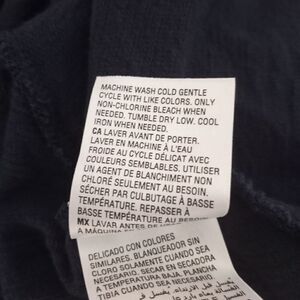 MACHINE WASH COLD GENTLE
CYCLE WITH LIKE COLORS. ONLY
NON-CHLORINE BLEACH WHEN
NEEDED. TUMBLE DRY LOW. COOL
IRON WHEN NEEDED.
CA LAVER AVANT DE PORTER.
LAVER EN MACHINE À L'EAU
FROIDE AU CYCLE DÉLICAT AVEC
COULEURS SEMBLABLES. UTILISER
UN AGENT DE BLANCHIMENT NON
CHLORÉ SEULEMENT AU BESOIN.
SÉCHER PAR CULBUTAGE À BASSE
TEMPÉRATURE. REPASSER À
BASSE TEMPÉRATURE AU BESOIN.
MX LAVAR ANTES DE
A MÁQUINA
DELICADO CON COLORES
SIMILARES. BLANQUEADOR SIN
CLORO SOLAMENTE CUANDO SEA
NECESARIO. SECAR EN SECADORA
A TEMPERATURA BAJA. PLANCHA
TIBIA CUANDO SEA NECESARIO.